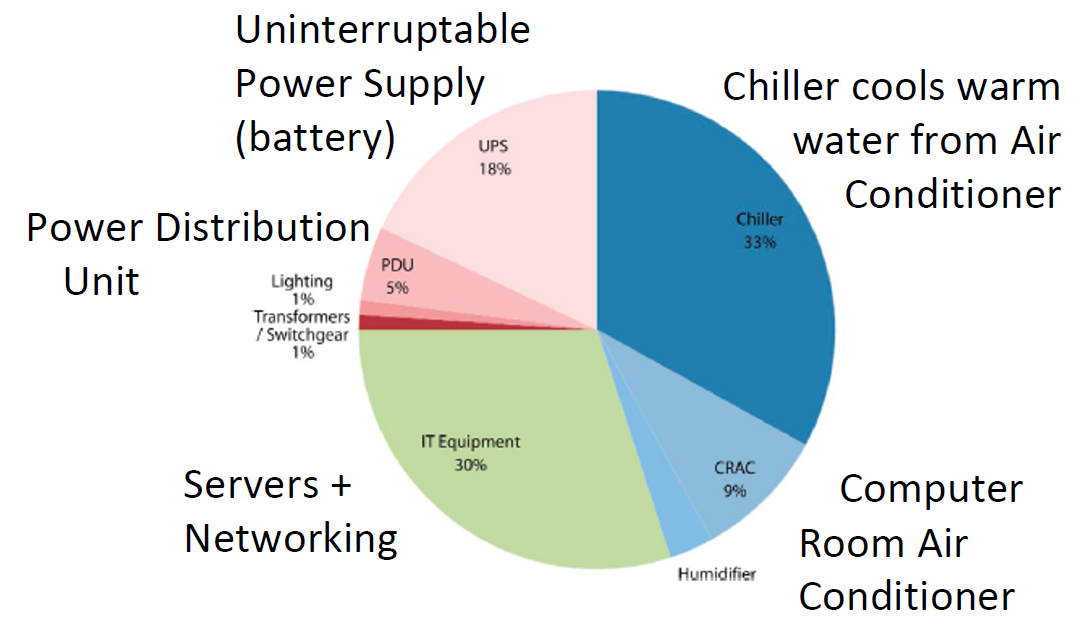 Uninterruptable
Power Supply
(battery)
UPS
18%
Chiller cools warm
water from Air
Conditioner
Chiller
33%
Power Distribution
Unit
PDU
5%
Lighting
1%
Transformers
/ Switchgear
1%
IT Equipment
30%
Servers +
Networking
CRAC
9%
Computer
Room Air
Conditioner
Humidifier